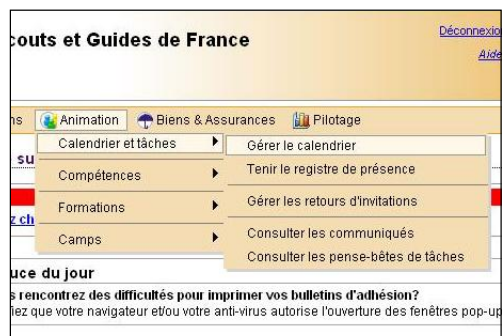 couts et Guides de France
Déconnexio
Aide
ns Animation Biens & Assurances Pilotage
Calendrier et tâches
Compétences
Formations
Camps
Gérer le calendrier
Tenir le registre de présence
Gérer les retours d'invitations
Consulter les communiqués
Consulter les pense-bêtes de tâches
su
z ch
uce du jour
s rencontrez des difficultés pour imprimer vos bulletins d'adhésion?
fiez que votre navigateur et/ou votre anti-virus autorise l'ouverture des fenêtres pop-up